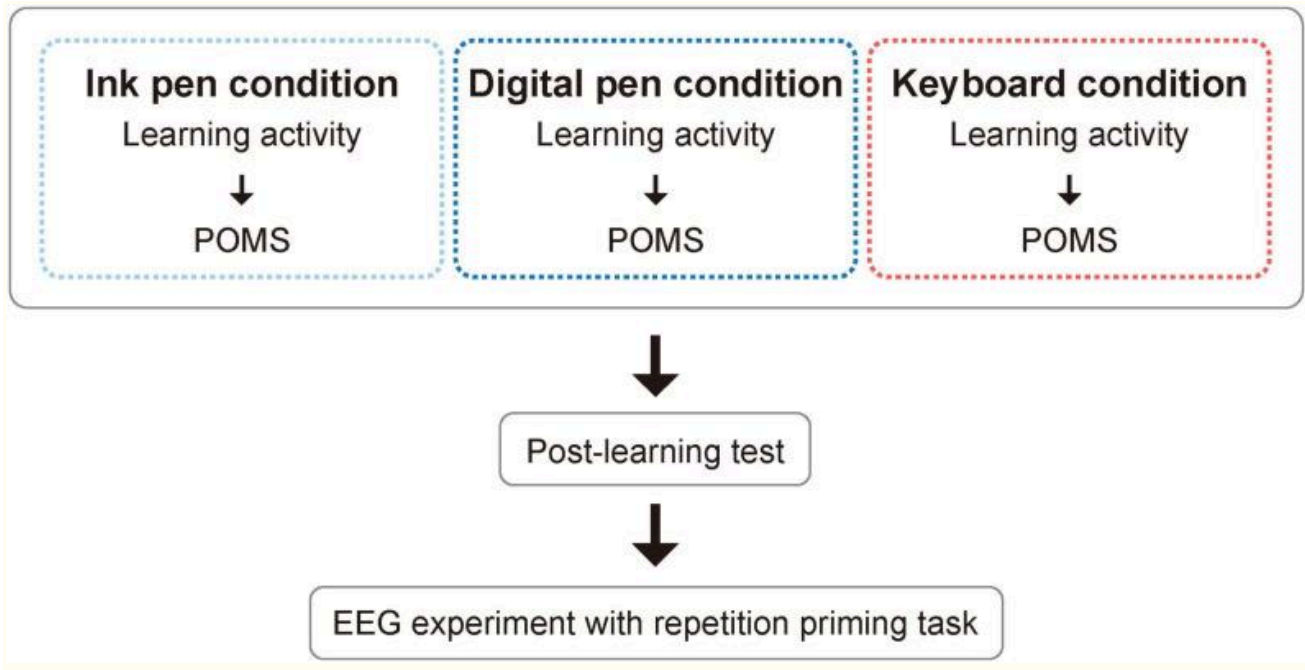 Ink pen condition
Learning activity
POMS
Digital pen condition
Learning activity
POMS
Keyboard condition
Learning activity
POMS
Post-learning test
EEG experiment with repetition priming task